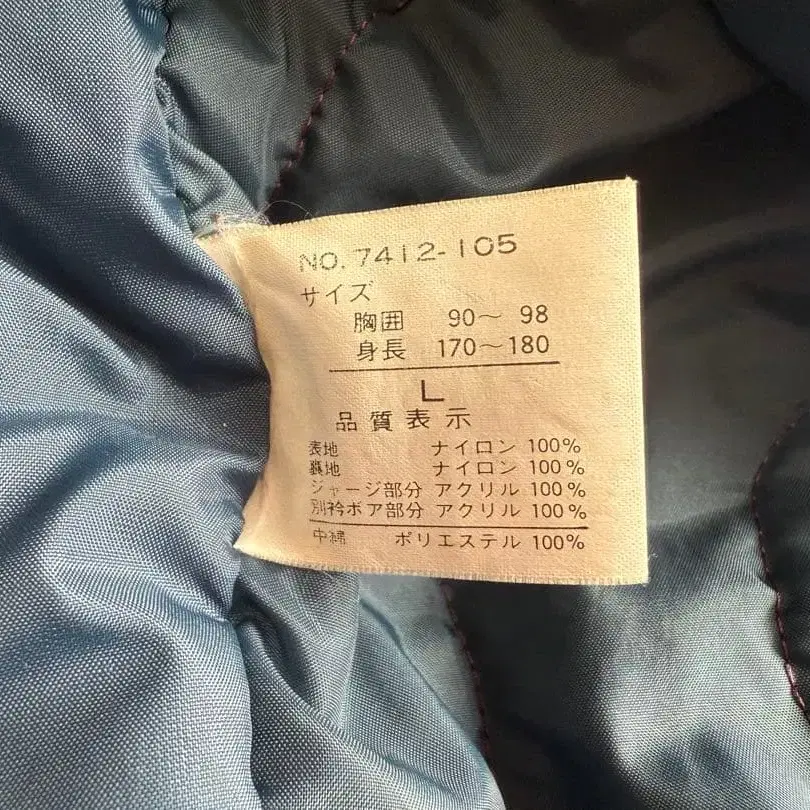 NO. 7412-105
サイズ
胸囲 90～ 98
身長 170～180
L
品質表示
表地 ナイロン 100%
裏地 ナイロン 100%
ジャージ部分 アクリル 100%
別衿ボア部分 アクリル 100%
中綿 ポリエステル 100%